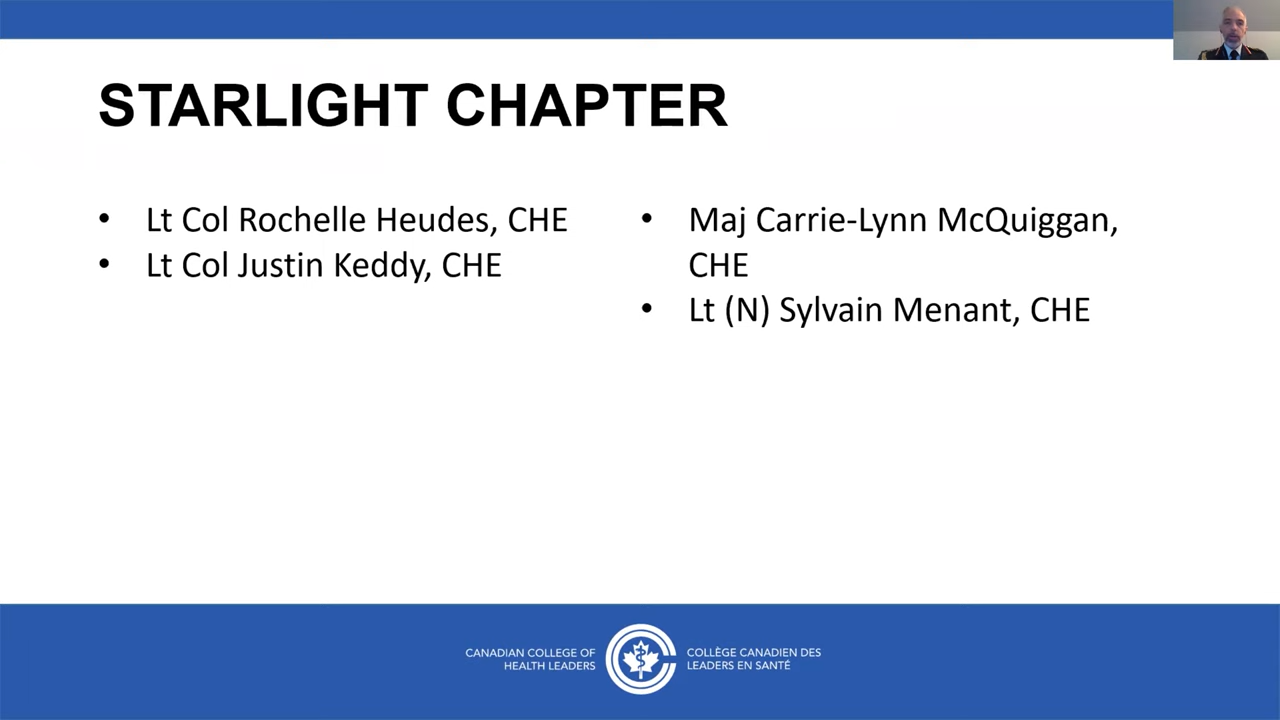 STARLIGHT CHAPTER
• Lt Col Rochelle Heudes, CHE
• Lt Col Justin Keddy, CHE
• Maj Carrie-Lynn McQuiggan,
CHE
• Lt (N) Sylvain Menant, CHE
CANADIAN COLLEGE OF
HEALTH LEADERS
COLLÈGE CANADIEN DES
LEADERS EN SANTÉ